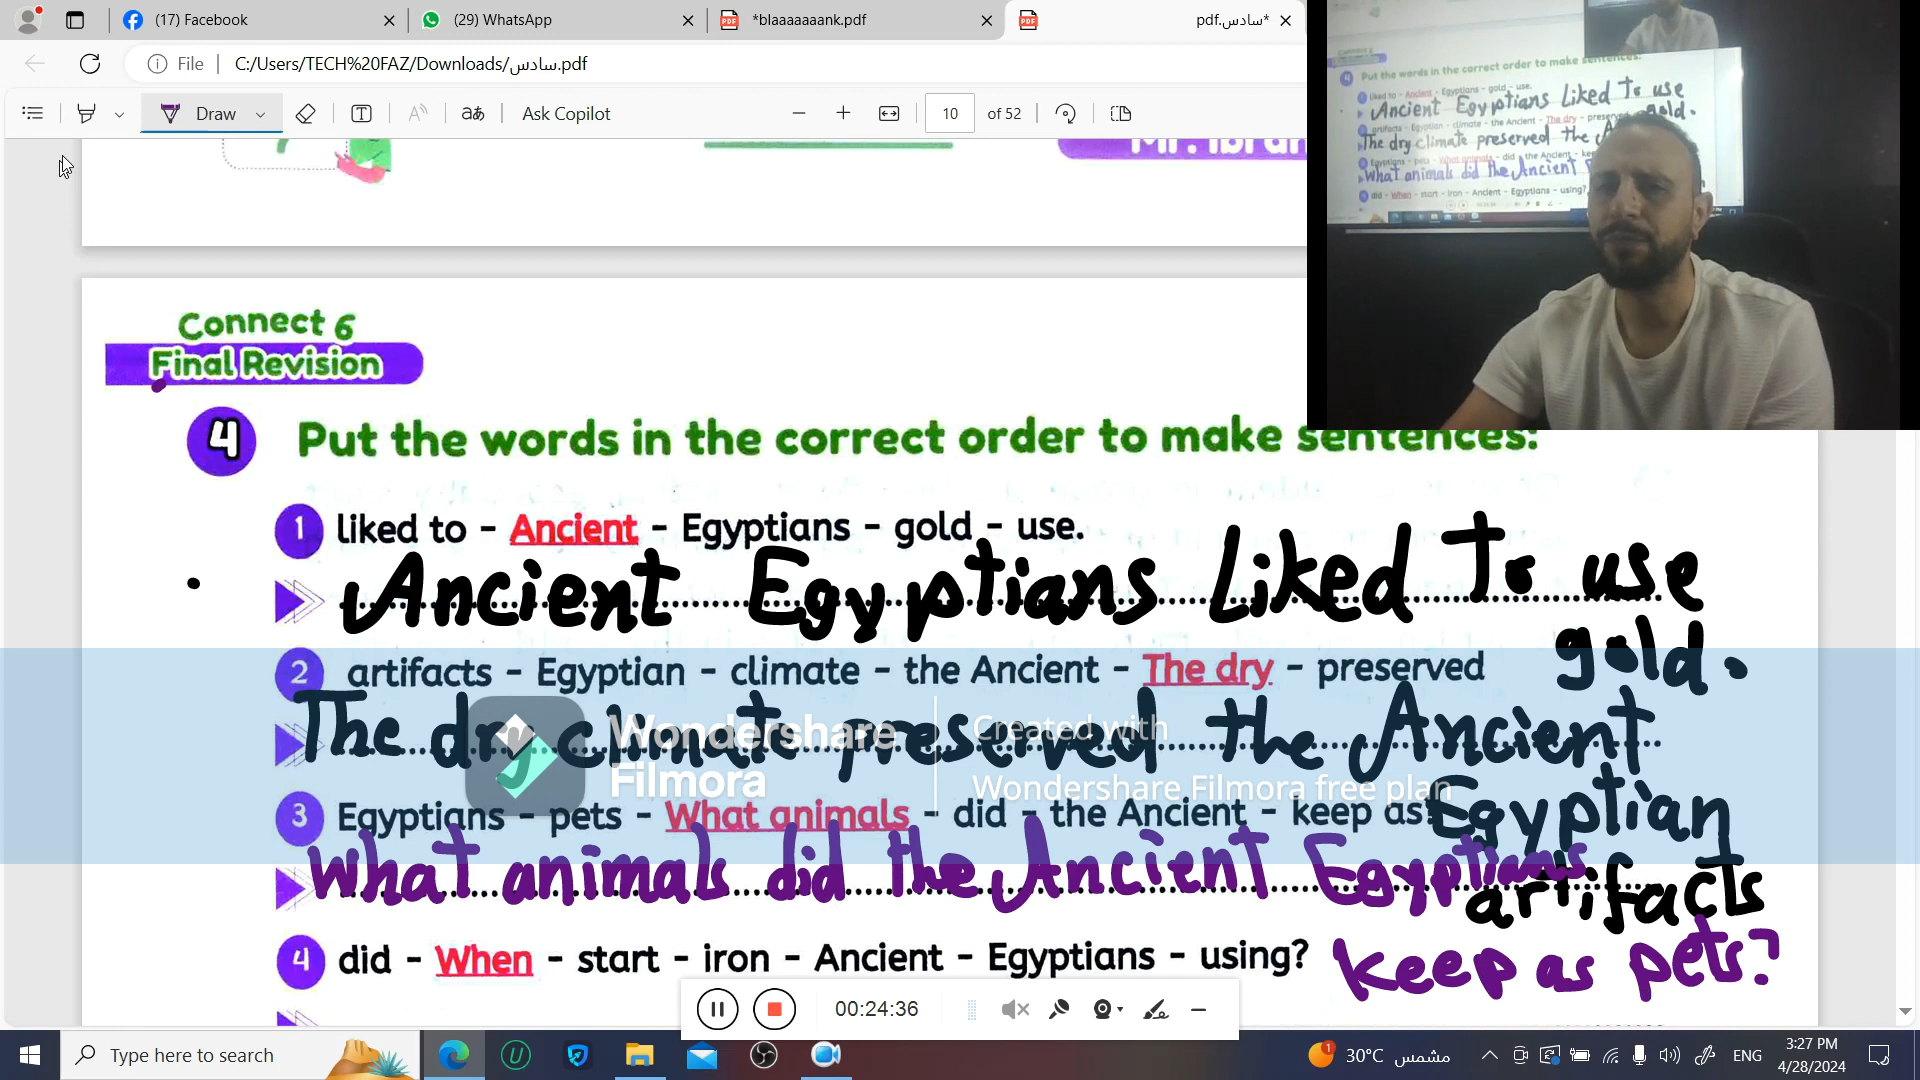 (17) Facebook
(29) WhatsApp
*blaaaaaank.pdf
*سادس.pdf
File
C:/Users/TECH%20FAZ/Downloads/سادس.pdf
Draw
Ask Copilot
10 of 52
Mr. Ibra
Connect 6
Final Revision
4 Put the words in the correct order to make sentences:
1 liked to - Ancient - Egyptians - gold - use.
Ancient Egyptians Liked To use
gold.
2 artifacts - Egyptian - climate - the Ancient - The dry - preserved
The dry climate preserved the Ancient
Egyptian
artifacts
Wondershare
Filmora
Created with
Wondershare Filmora free plan
3 Egyptians - pets - What animals - did - the Ancient - keep as?
What animals did the Ancient Egyptians
keep as pets?
4 did - When - start - iron - Ancient - Egyptians - using?
00:24:36
Type here to search
30°C مشمس
ENG
3:27 PM
4/28/2024